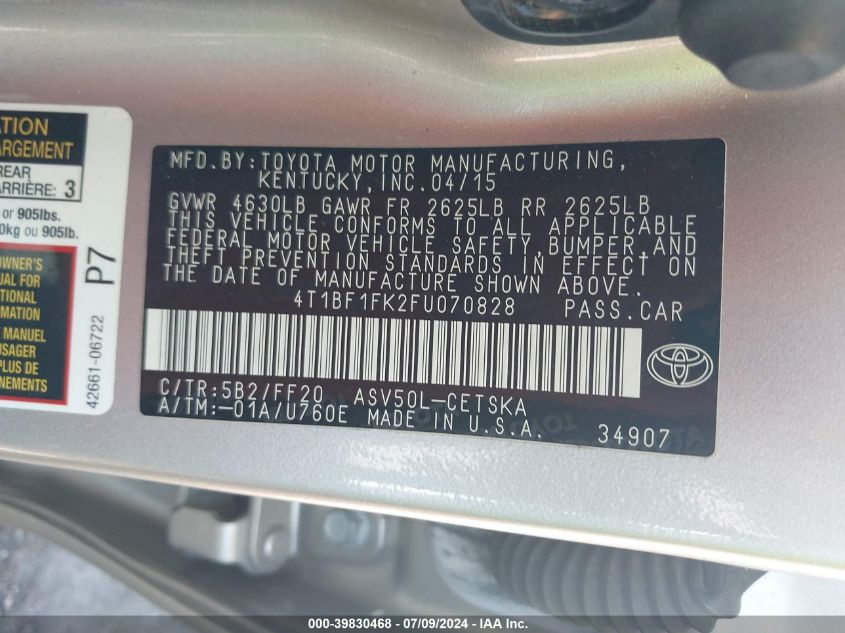 ATION
ARGEMENT
REAR
ARRIÈRE: 3
or 905lbs.
0kg ou 905lb.
OWNER'S
UAL FOR
TIONAL
RMATION
MANUEL
USAGER
PLUS
NEMENTS
P7
42661-06722
MFD.BY:TOYOTA MOTOR MANUFACTURING,
KENTUCKY,INC.04/15
GVWR 4630LB GAWR FR 2625LB RR 2625LB
THIS VEHICLE CONFORMS TO ALL APPLICABLE
FEDERAL MOTOR VEHICLE SAFETY,BUMPER,AND
THEFT PREVENTION STANDARDS IN EFFECT ON
THE DATE OF MANUFACTURE SHOWN ABOVE.
4T1BF1FK2FU070828 PASS.CAR
C/TR:5B2/FF20 ASV50L-CETSKA
A/TM:-01A/U760E MADE IN U.S.A. 34907
000-39830468 - 07/09/2024 - IAA Inc.